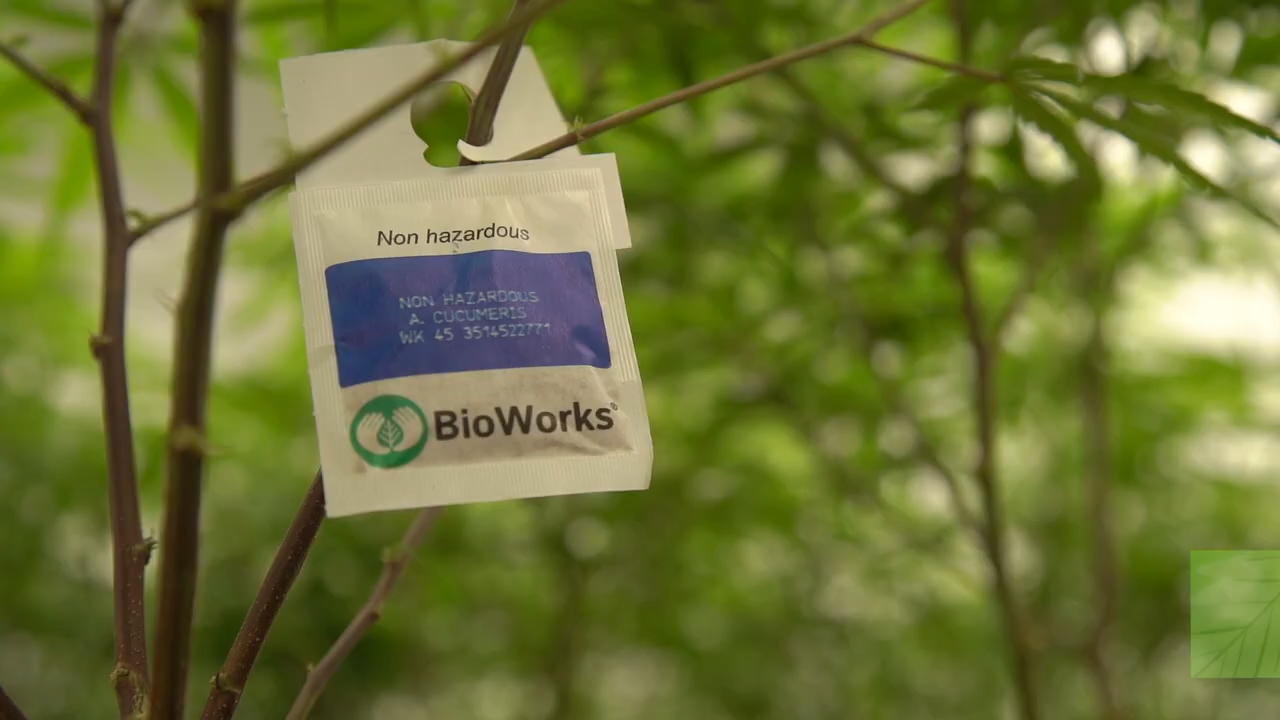 Non hazardous
NON HAZARDOUS
A. CUCUMERIS
WK 45 3514522771
BioWorks®